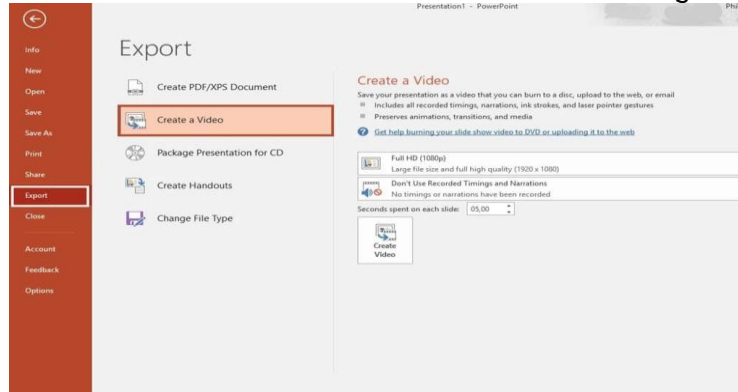 Presentation1 - PowerPoint
Phi
Info
New
Open
Save
Save As
Print
Share
Export
Close
Account
Feedback
Options
Export
Create PDF/XPS Document
Create a Video
Package Presentation for CD
Create Handouts
Change File Type
Create a Video
Save your presentation as a video that you can burn to a disc, upload to the web, or email
Includes all recorded timings, narrations, ink strokes, and laser pointer gestures
Preserves animations, transitions, and media
Get help burning your slide show video to DVD or uploading it to the web
Full HD (1080p)
Large file size and full high quality (1920 x 1080)
Don't Use Recorded Timings and Narrations
No timings or narrations have been recorded
Seconds spent on each slide: 05,00
Create
Video